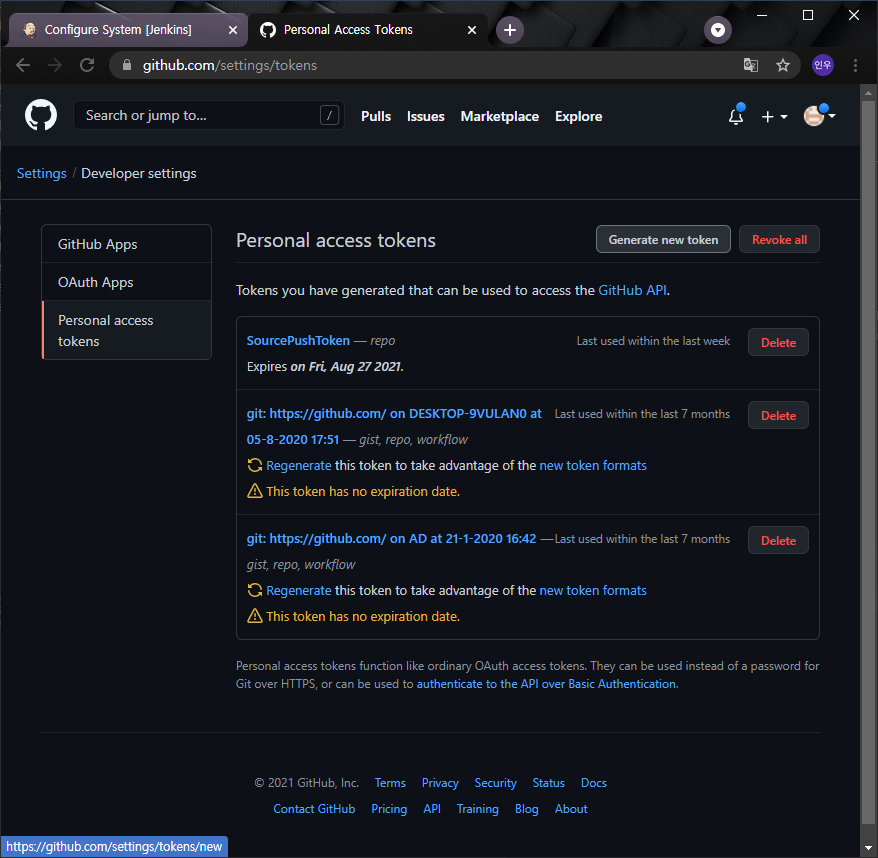 Configure System [Jenkins]
Personal Access Tokens
github.com/settings/tokens
인우
Search or jump to...
/
Pulls
Issues
Marketplace
Explore
Settings / Developer settings
GitHub Apps
OAuth Apps
Personal access
tokens
Personal access tokens
Generate new token
Revoke all
Tokens you have generated that can be used to access the GitHub API.
SourcePushToken — repo
Last used within the last week
Delete
Expires on Fri, Aug 27 2021.
git: https://github.com/ on DESKTOP-9VULAN0 at
Last used within the last 7 months
Delete
05-8-2020 17:51 — gist, repo, workflow
Regenerate this token to take advantage of the new token formats
This token has no expiration date.
git: https://github.com/ on AD at 21-1-2020 16:42 —
Last used within the last 7 months
Delete
gist, repo, workflow
Regenerate this token to take advantage of the new token formats
This token has no expiration date.
Personal access tokens function like ordinary OAuth access tokens. They can be used instead of a password for
Git over HTTPS, or can be used to authenticate to the API over Basic Authentication.
© 2021 GitHub, Inc.
Terms
Privacy
Security
Status
Docs
Contact GitHub
Pricing
API
Training
Blog
About
https://github.com/settings/tokens/new